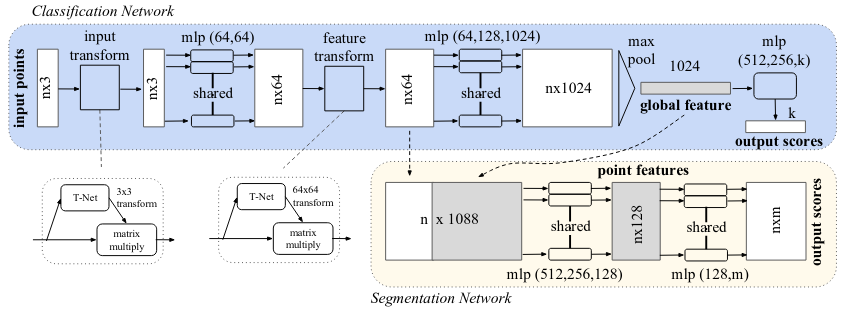 Classification Network
input points
nx3
input
transform
nx3
mlp (64,64)
shared
nx64
feature
transform
nx64
mlp (64,128,1024)
shared
nx1024
max
pool
1024
global feature
mlp
(512,256,k)
k
output scores
T-Net
3x3
transform
matrix
multiply
T-Net
64x64
transform
matrix
multiply
point features
n x 1088
shared
mlp (512,256,128)
nx128
shared
mlp (128,m)
nxm
output scores
Segmentation Network